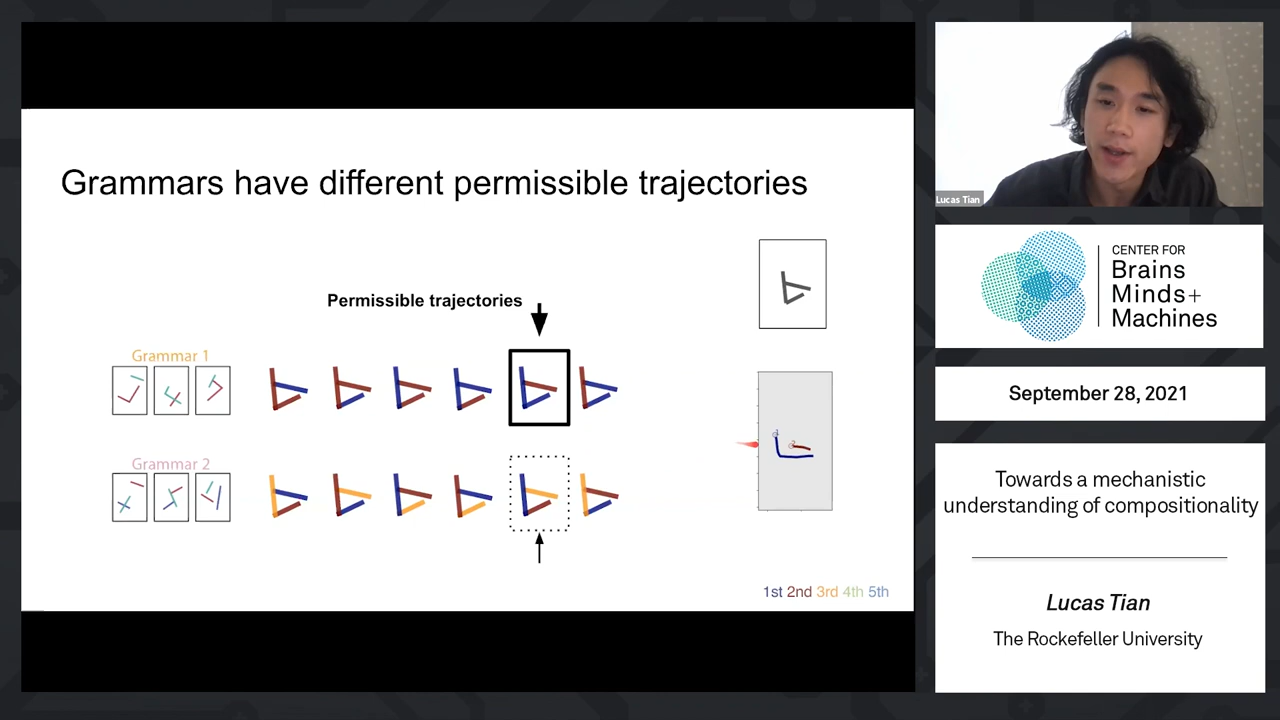 Grammars have different permissible trajectories
Permissible trajectories
Grammar 1
Grammar 2
1st 2nd 3rd 4th 5th
Lucas Tian
CENTER FOR
Brains
Minds+
Machines
September 28, 2021
Towards a mechanistic
understanding of compositionality
Lucas Tian
The Rockefeller University